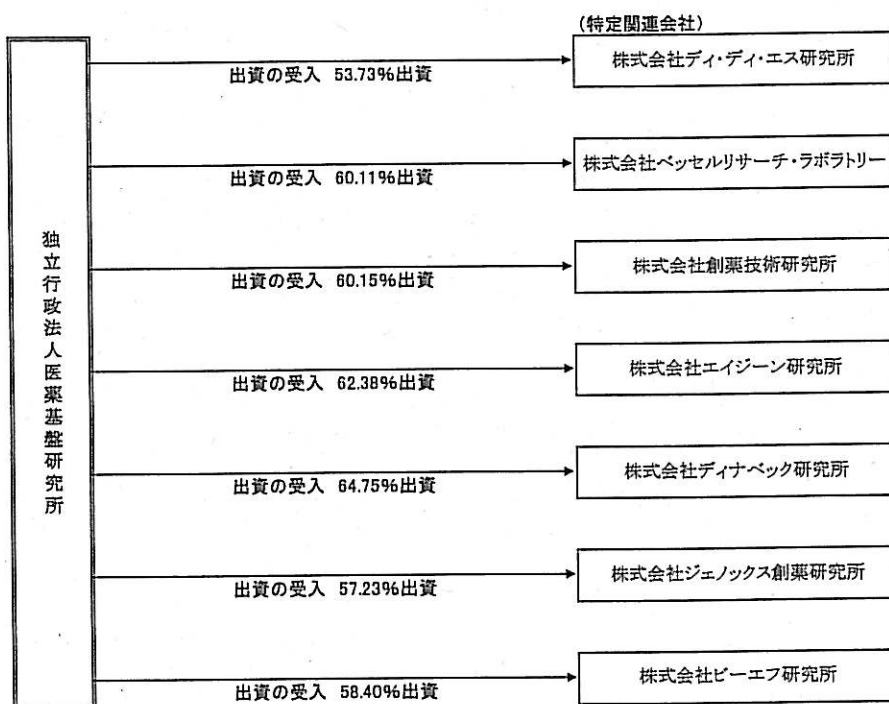 (特定関連会社)
株式会社ディ・ディ・エス研究所
出資の受入 53.73%出資
株式会社ベッセルリサーチ・ラボラトリー
出資の受入 60.11%出資
独立行政法人医薬基盤研究所
株式会社創薬技術研究所
出資の受入 60.15%出資
株式会社エイジーン研究所
出資の受入 62.38%出資
株式会社ディナベック研究所
出資の受入 64.75%出資
株式会社ジェノックス創薬研究所
出資の受入 57.23%出資
株式会社ビーエフ研究所
出資の受入 58.40%出資